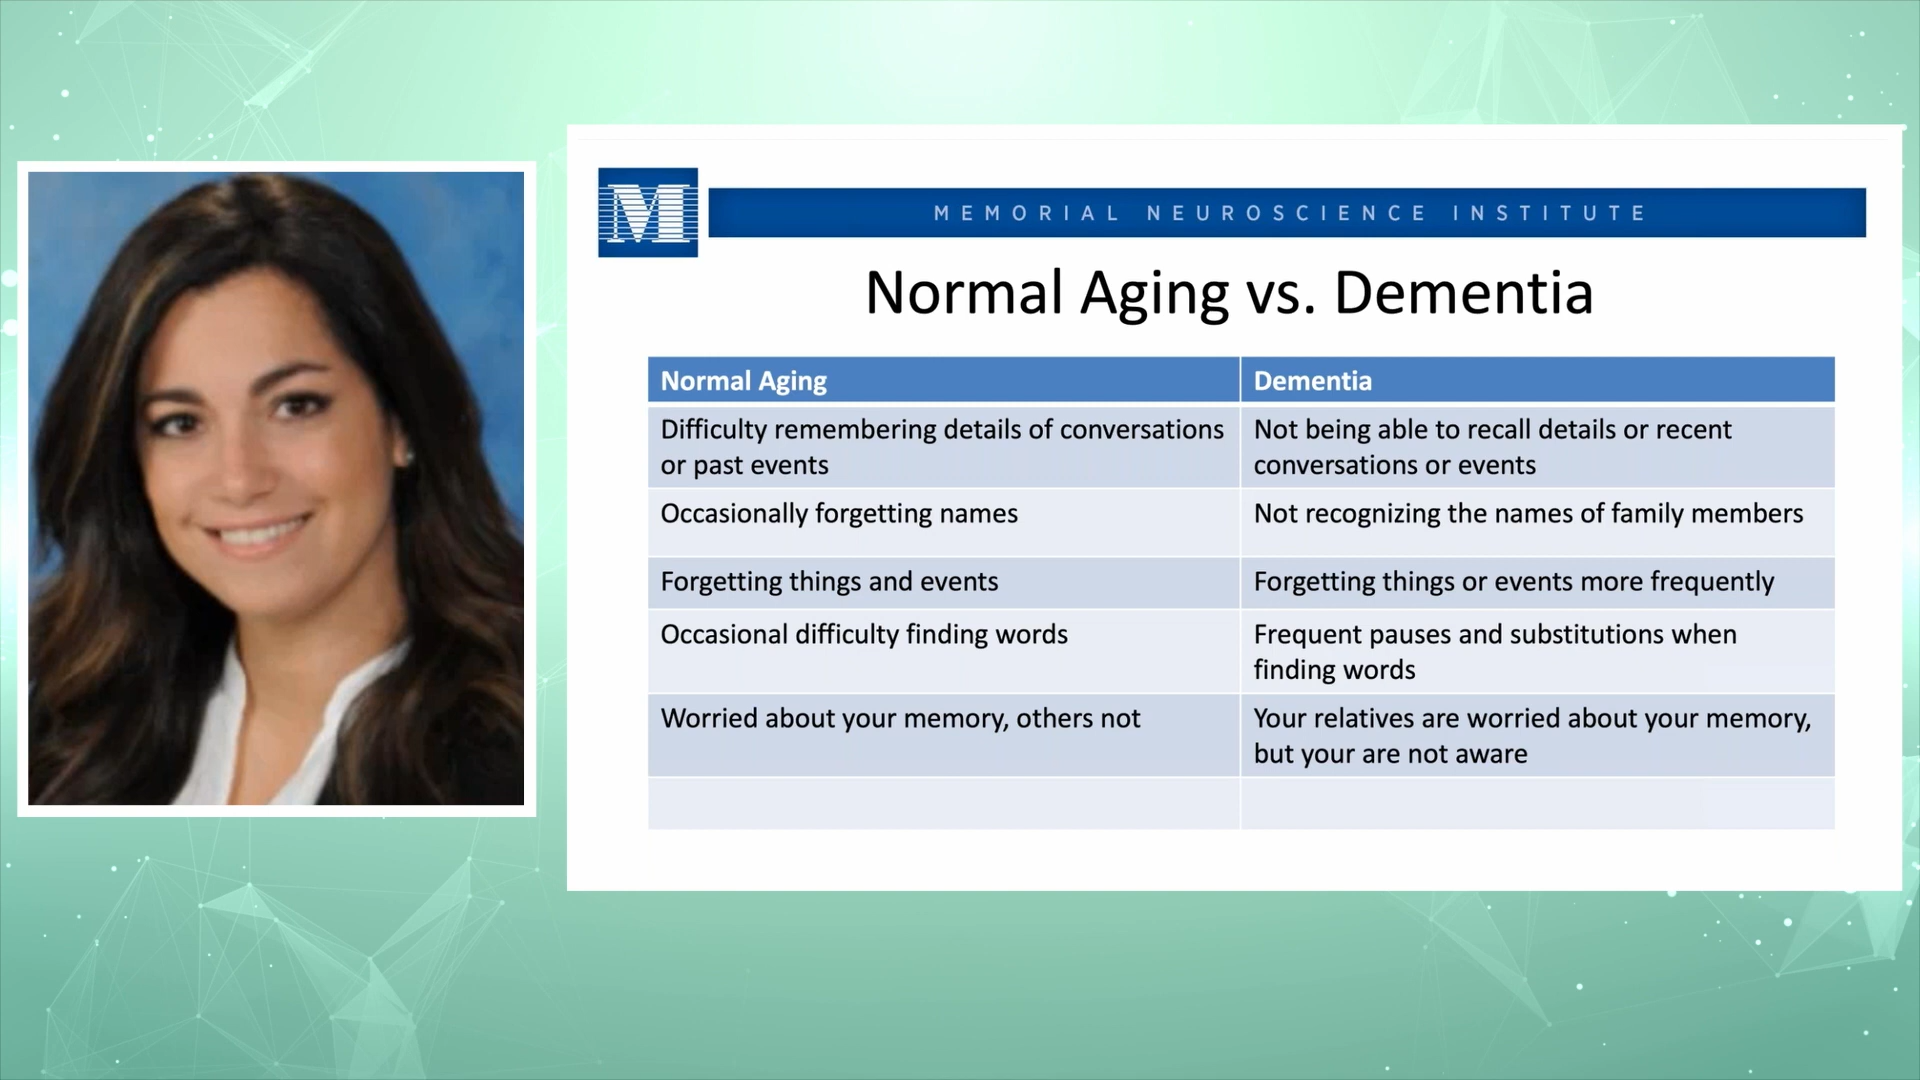 M
MEMORIAL NEUROSCIENCE INSTITUTE
Normal Aging vs. Dementia
Normal Aging
Dementia
Difficulty remembering details of conversations
or past events
Not being able to recall details or recent
conversations or events
Occasionally forgetting names
Not recognizing the names of family members
Forgetting things and events
Forgetting things or events more frequently
Occasional difficulty finding words
Frequent pauses and substitutions when
finding words
Worried about your memory, others not
Your relatives are worried about your memory,
but your are not aware